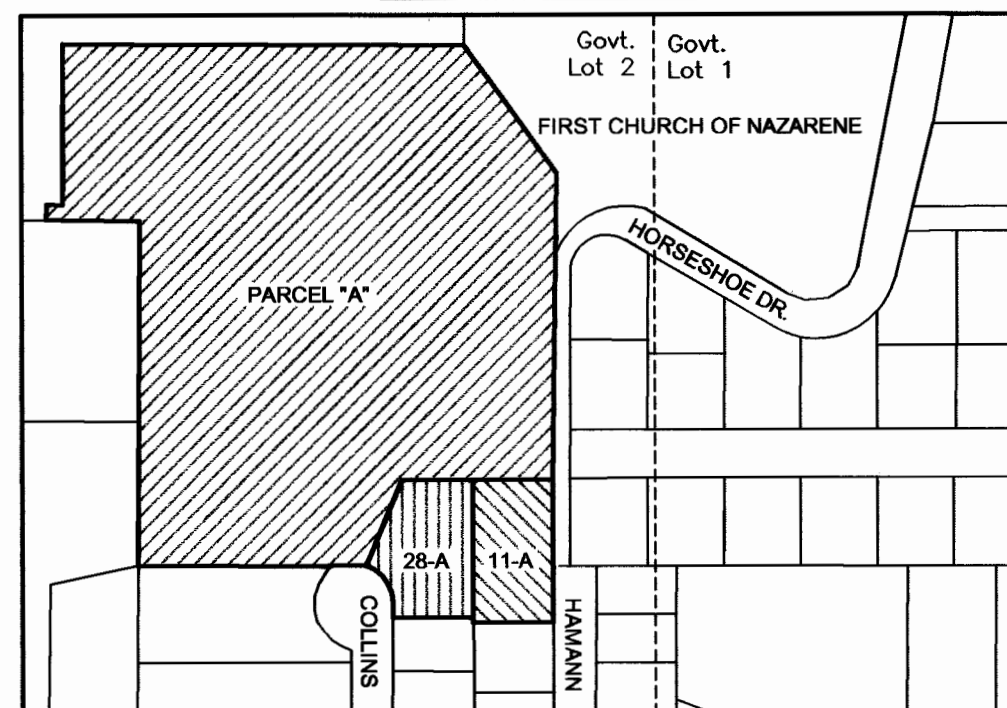 Govt.
Lot 2
Govt.
Lot 1
FIRST CHURCH OF NAZARENE
HORSESHOE DR.
PARCEL "A"
28-A
11-A
COLLINS
HAMANN